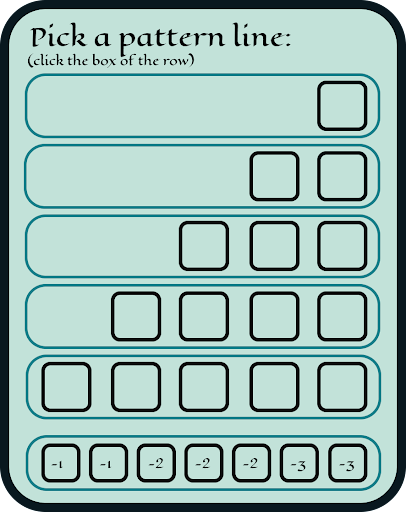 Pick a pattern line:
(click the box of the row)
-1 -1 -2 -2 -2 -3 -3